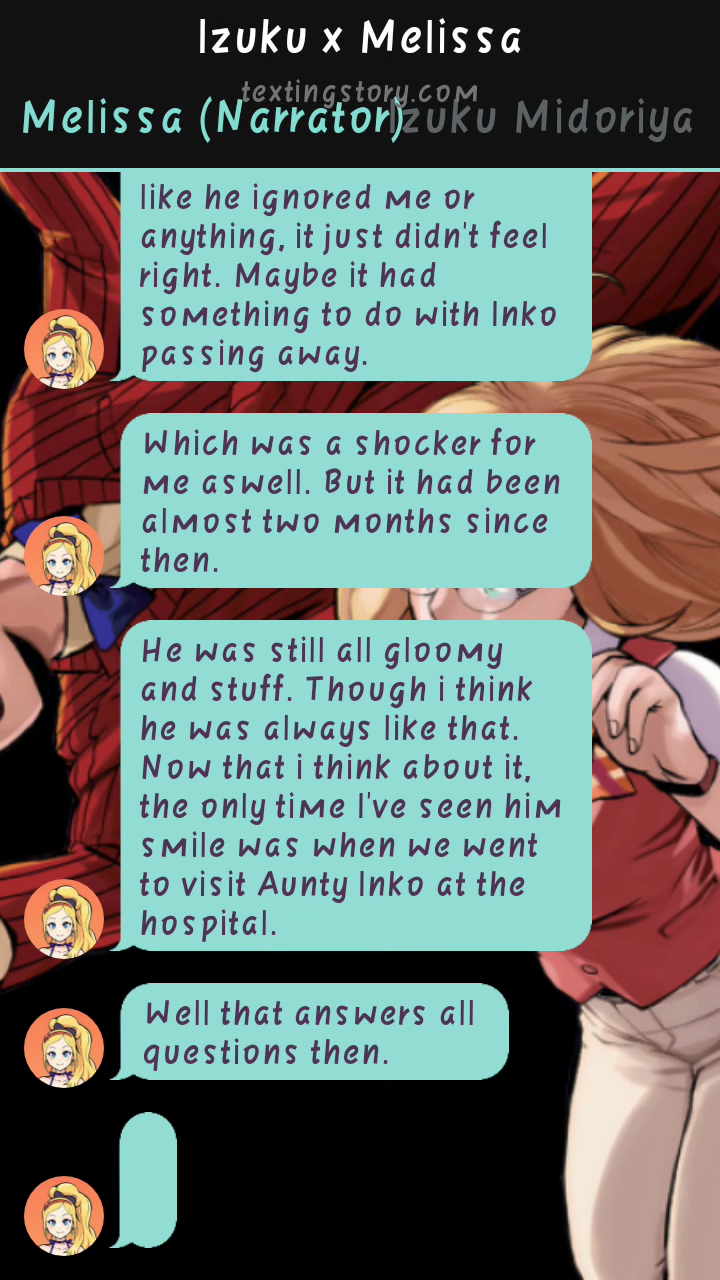 Izuku x Melissa
textingstory.com
Melissa (Narrator)
Izuku Midoriya
like he ignored me or
anything, it just didn't feel
right. Maybe it had
something to do with Inko
passing away.
Which was a shocker for
me aswell. But it had been
almost two months since
then.
He was still all gloomy
and stuff. Though i think
he was always like that.
Now that i think about it,
the only time I've seen him
smile was when we went
to visit Aunty Inko at the
hospital.
Well that answers all
questions then.